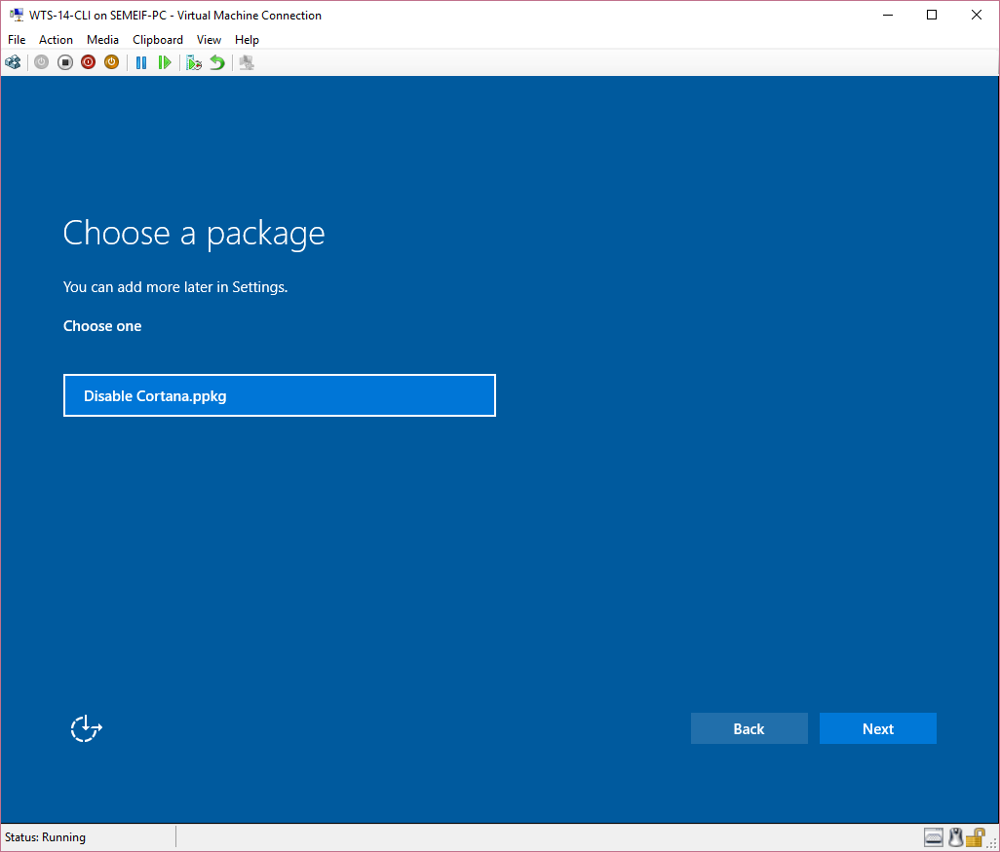 WTS-14-CLI on SEMEIF-PC - Virtual Machine Connection
File Action Media Clipboard View Help
Choose a package
You can add more later in Settings.
Choose one
Disable Cortana.ppkg
Back Next
Status: Running